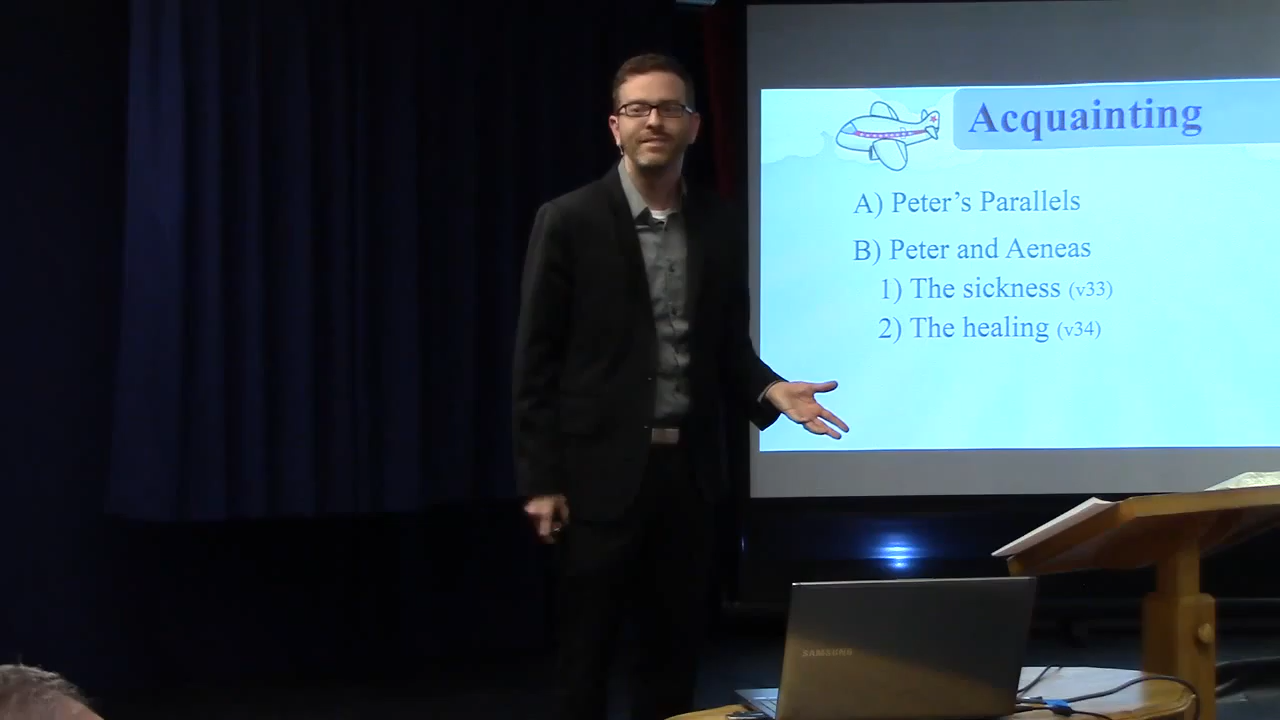 Acquainting
A) Peter's Parallels
B) Peter and Aeneas
1) The sickness (v33)
2) The healing (v34)
SAMSUNG